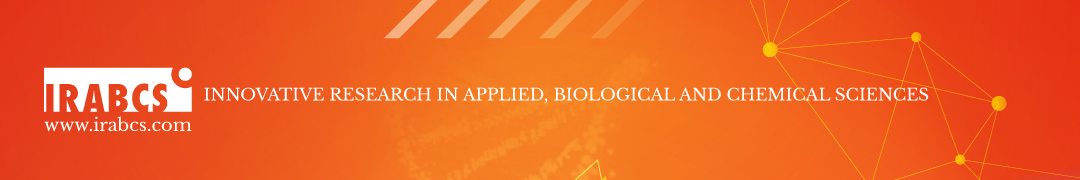 IRABCS
INNOVATIVE RESEARCH IN APPLIED, BIOLOGICAL AND CHEMICAL SCIENCES
www.irabcs.com